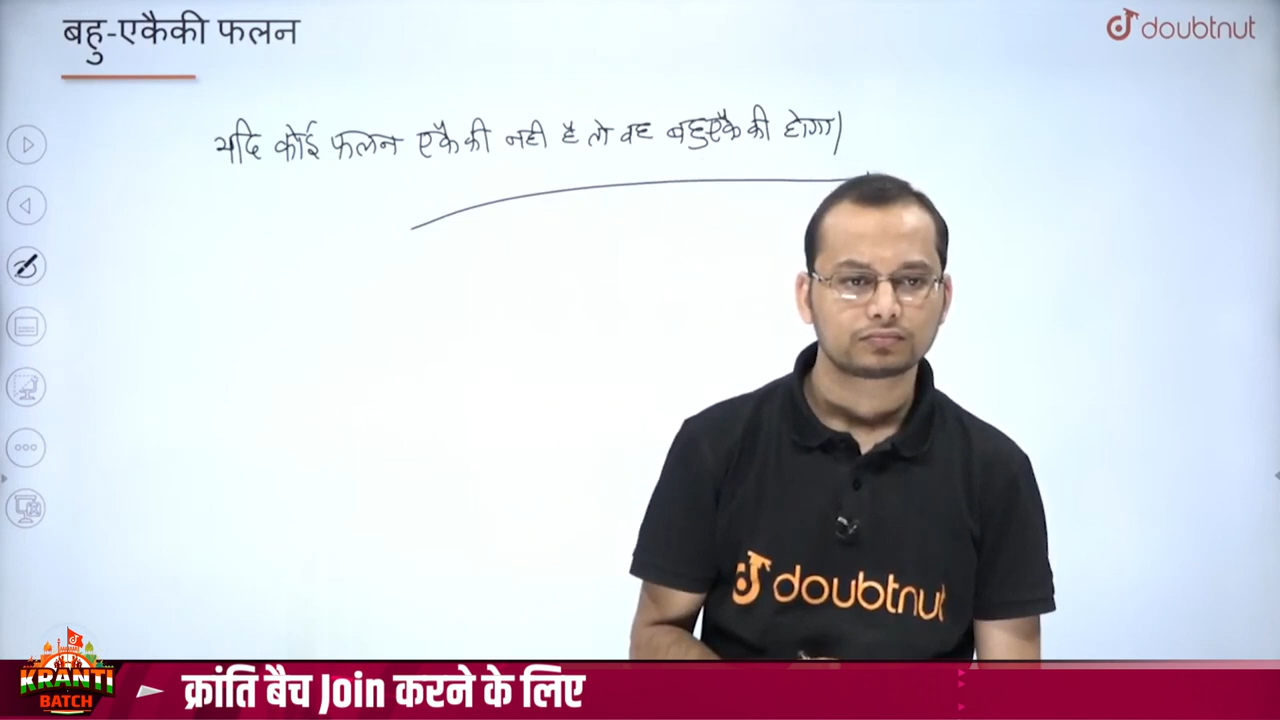 बहु-एकैकी फलन
doubtnut
यदि कोई फलन एकैकी नही है तो वह बहुएकैकी होगा|
doubtnut
KRANTI
BATCH
क्रांति बैच Join करने के लिए